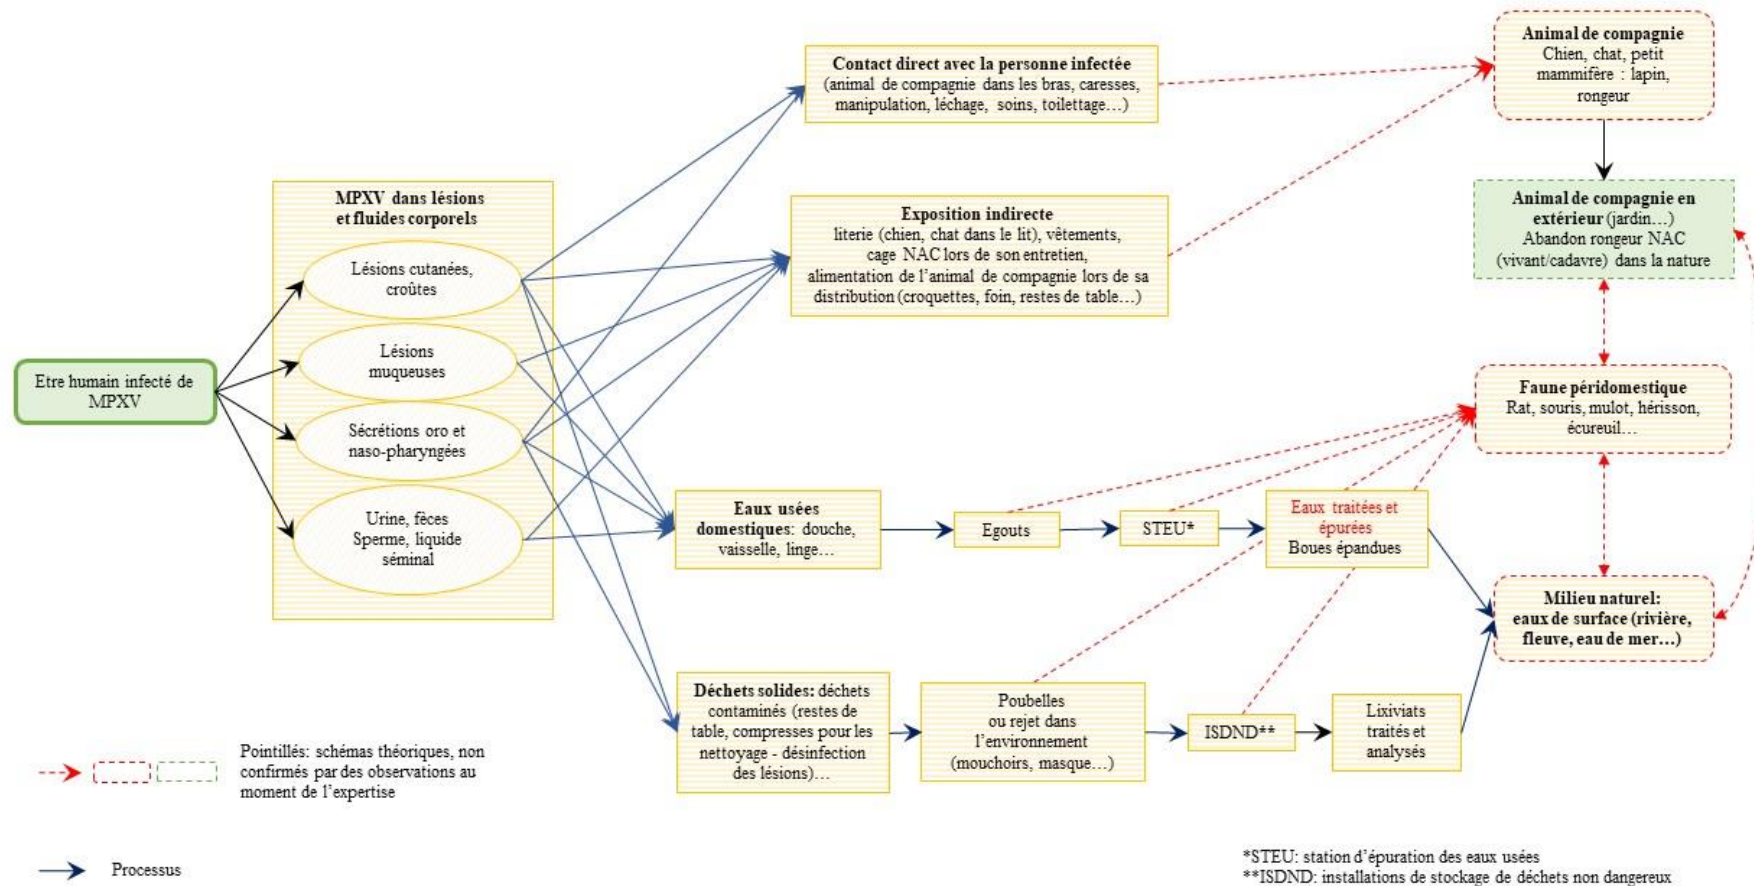 Etre humain infecté de
MPXV
MPXV dans lésions
et fluides corporels
Lésions cutanées,
croûtes
Lésions
muqueuses
Sécrétions oro et
naso-pharyngées
Urine, fèces
Sperme, liquide
séminal
Contact direct avec la personne infectée
(animal de compagnie dans les bras, caresses,
manipulation, léchage, soins, toilettage…)
Exposition indirecte
literie (chien, chat dans le lit), vêtements,
cage NAC lors de son entretien,
alimentation de l’animal de compagnie lors de sa
distribution (croquettes, foin, restes de table…)
Eaux usées
domestiques: douche,
vaisselle, linge…
Egouts
STEU*
Eaux traitées et
épurées
Boues épandues
Déchets solides: déchets
contaminés (restes de
table, compresses pour les
nettoyage - désinfection
des lésions)…
Poubelles
ou rejet dans
l’environnement
(mouchoirs, masque…)
ISDND**
Lixiviats
traités et
analysés
Animal de compagnie
Chien, chat, petit
mammifère : lapin,
rongeur
Animal de compagnie en
extérieur (jardin…)
Abandon rongeur NAC
(vivant/cadavre) dans la nature
Faune péridomestique
Rat, souris, mulot, hérisson,
écureuil…
Milieu naturel:
eaux de surface (rivière,
fleuve, eau de mer…)
Pointillés: schémas théoriques, non
confirmés par des observations au
moment de l’expertise
Processus
*STEU: station d’épuration des eaux usées
**ISDND: installations de stockage de déchets non dangereux